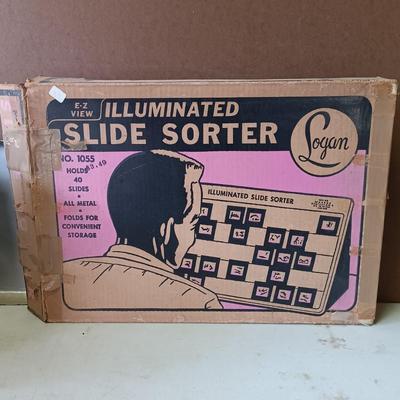 E-Z
VIEW
ILLUMINATED
SLIDE SORTER
Logan
NO. 1055
HOLDS
40
SLIDES
•
ALL METAL
•
FOLDS FOR
CONVENIENT
STORAGE
ILLUMINATED SLIDE SORTER